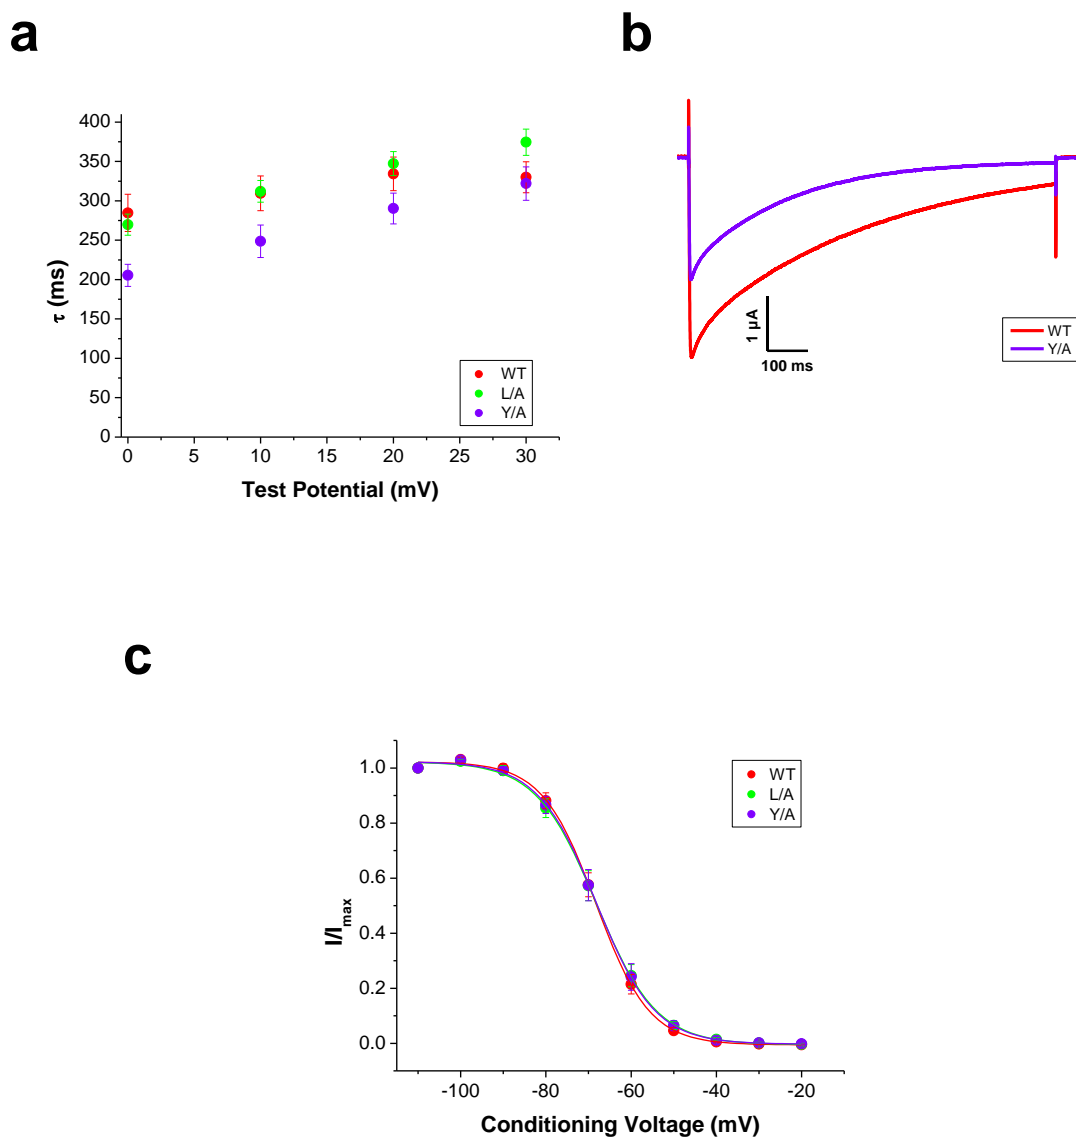 a
400
350
300
250
200
150
100
50
0
τ (ms)
0 5 10 15 20 25 30
Test Potential (mV)
WT
L/A
Y/A
b
1 µA
100 ms
WT
Y/A
c
1.0
0.8
0.6
0.4
0.2
0.0
I/Imax
-100 -80 -60 -40 -20
Conditioning Voltage (mV)
WT
L/A
Y/A